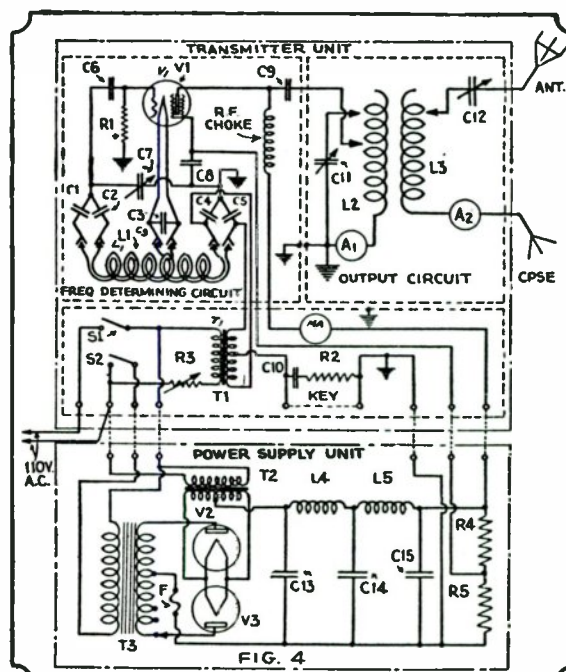 TRANSMITTER UNIT
C6
V1
V1
C9
R.F. CHOKE
R1
C7
C8
C11
C12
ANT.
C1
C2
C3
C4
C5
L1
L2
L3
A1
A2
CPSE
FREQ DETERMINING CIRCUIT
OUTPUT CIRCUIT
S1
S2
R3
T1
T1
MA
C10
R2
KEY
110V. A.C.
POWER SUPPLY UNIT
T2
V2
L4
L5
R4
F
C13
C14
C15
R5
V3
T3
FIG. 4